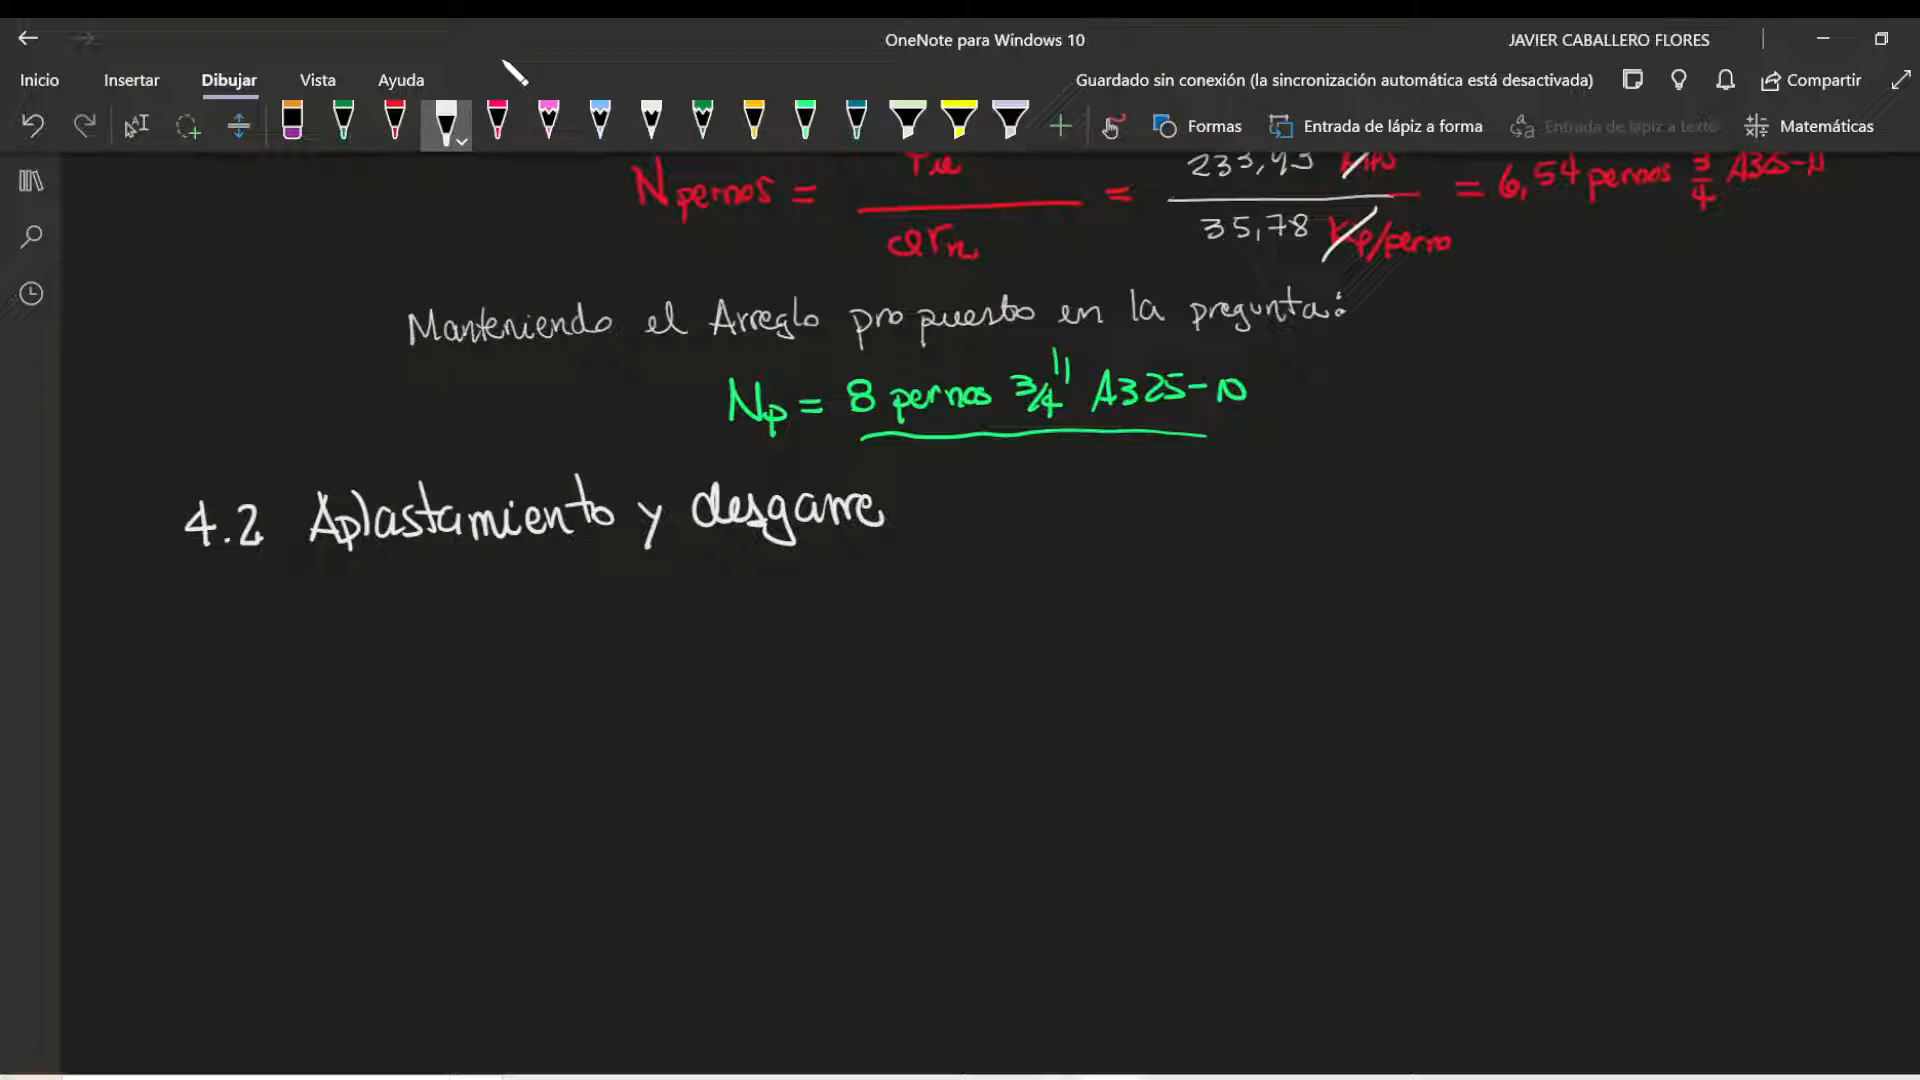 OneNote para Windows 10
JAVIER CABALLERO FLORES
Inicio Insertar Dibujar Vista Ayuda
Guardado sin conexión (la sincronización automática está desactivada)
Compartir
Formas Entrada de lápiz a forma Entrada de lápiz a texto Matemáticas
N pernos = / = 233,93 / 35,78 Kip/perno = 6,54 pernos 3/4 A325-N
Manteniendo el Arreglo propuesto en la pregunta:
Np = 8 pernos 3/4" A325-N
4.2 Aplastamiento y desgarre